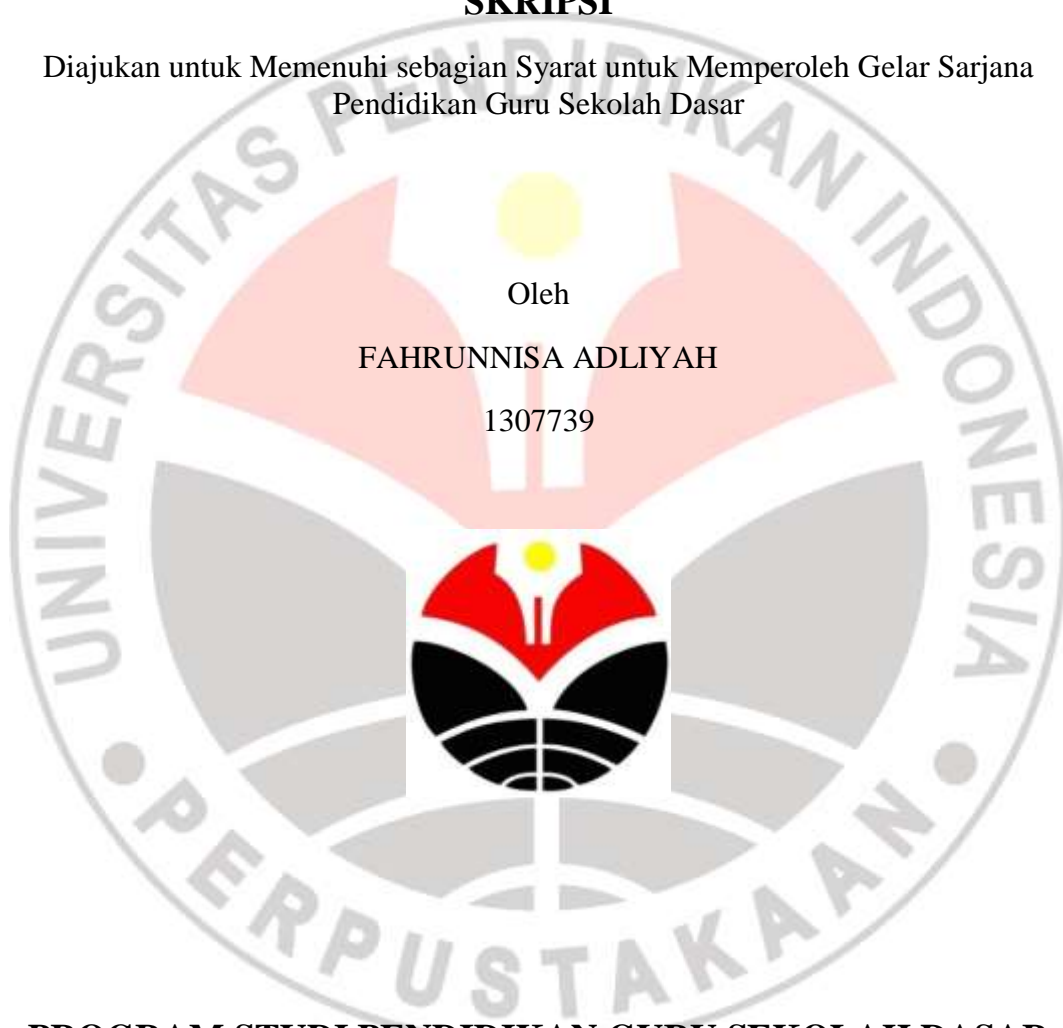 SKRIPSI
Diajukan untuk Memenuhi sebagian Syarat untuk Memperoleh Gelar Sarjana
Pendidikan Guru Sekolah Dasar
Oleh
FAHRUNNISA ADLIYAH
1307739
UNIVERSITAS PENDIDIKAN INDONESIA
• PERPUSTAKAAN •
PROGRAM STUDI PENDIDIKAN GURU SEKOLAH DASAR